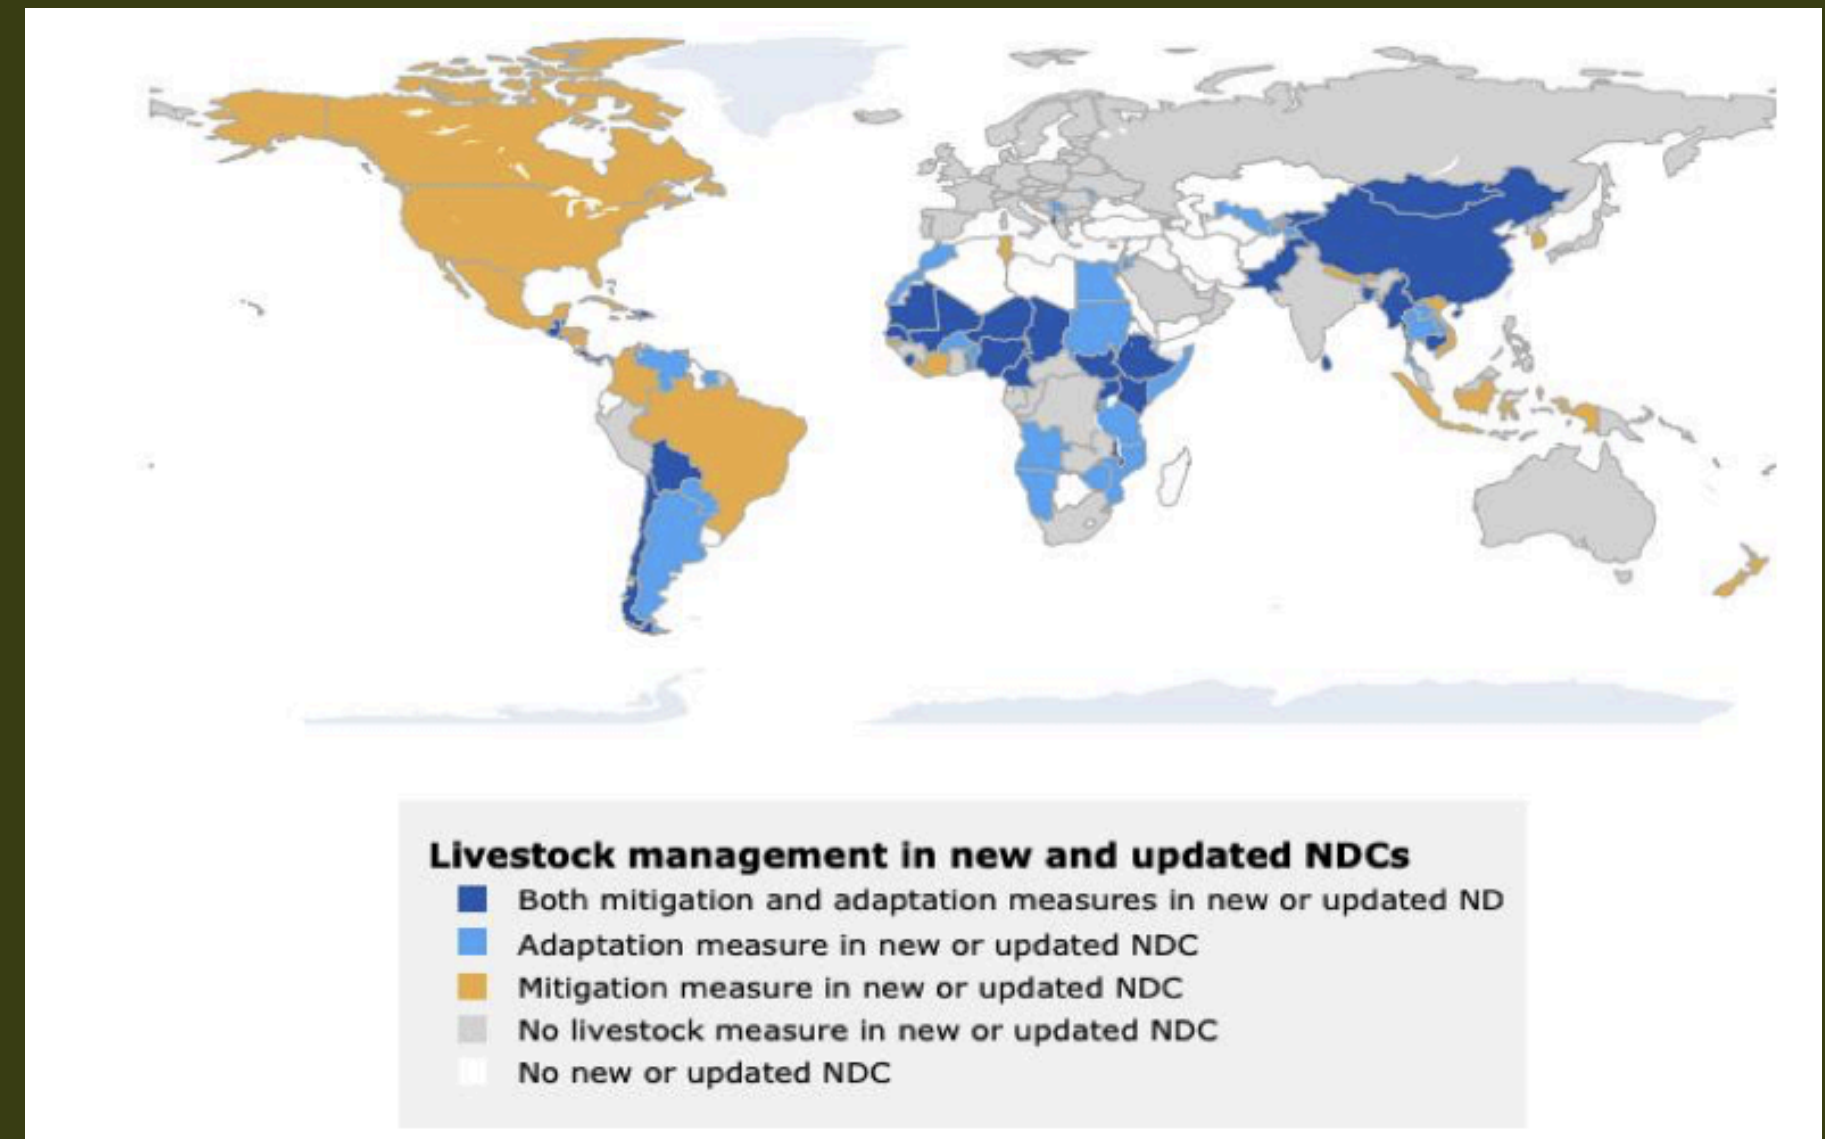 Livestock management in new and updated NDCs
Both mitigation and adaptation measures in new or updated ND
Adaptation measure in new or updated NDC
Mitigation measure in new or updated NDC
No livestock measure in new or updated NDC
No new or updated NDC